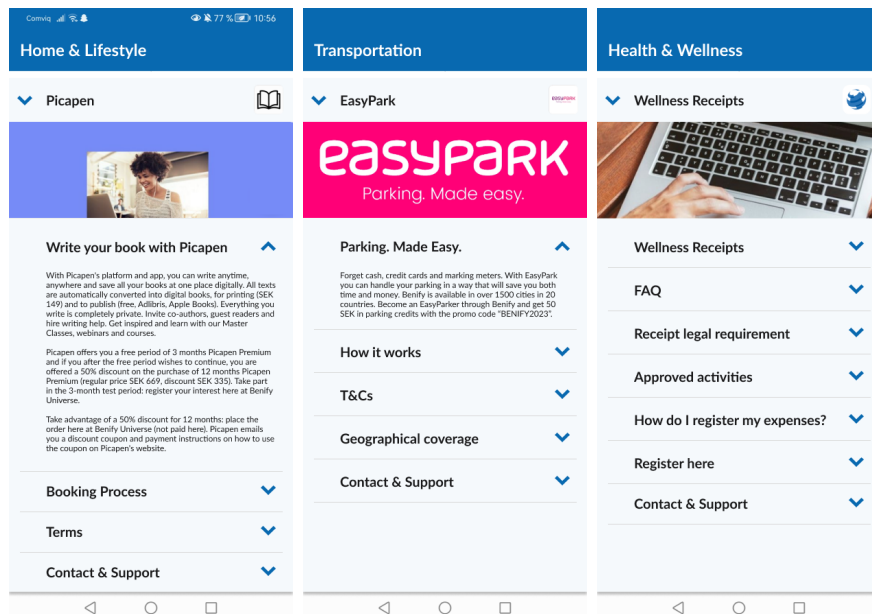 Comviq 77 % 10:56
Home & Lifestyle
Picapen
Write your book with Picapen
With Picapen's platform and app, you can write anytime,
anywhere and save all your books at one place digitally. All texts
are automatically converted into digital books, for printing (SEK
149) and to publish (free, Adlibris, Apple Books). Everything you
write is completely private. Invite co-authors, guest readers and
hire writing help. Get inspired and learn with our Master
Classes, webinars and courses.
Picapen offers you a free period of 3 months Picapen Premium
and if you after the free period wishes to continue, you are
offered a 50% discount on the purchase of 12 months Picapen
Premium (regular price SEK 669, discount SEK 335). Take part
in the 3-month test period: register your interest here at Benify
Universe.
Take advantage of a 50% discount for 12 months: place the
order here at Benify Universe (not paid here). Picapen emails
you a discount coupon and payment instructions on how to use
the coupon on Picapen's website.
Booking Process
Terms
Contact & Support
Transportation
EasyPark
easypark
Parking. Made easy.
Parking. Made Easy.
Forget cash, credit cards and marking meters. With EasyPark
you can handle your parking in a way that will save you both
time and money. Benify is available in over 1500 cities in 20
countries. Become an EasyParker through Benify and get 50
SEK in parking credits with the promo code "BENIFY2023".
How it works
T&Cs
Geographical coverage
Contact & Support
Health & Wellness
Wellness Receipts
Wellness Receipts
FAQ
Receipt legal requirement
Approved activities
How do I register my expenses?
Register here
Contact & Support